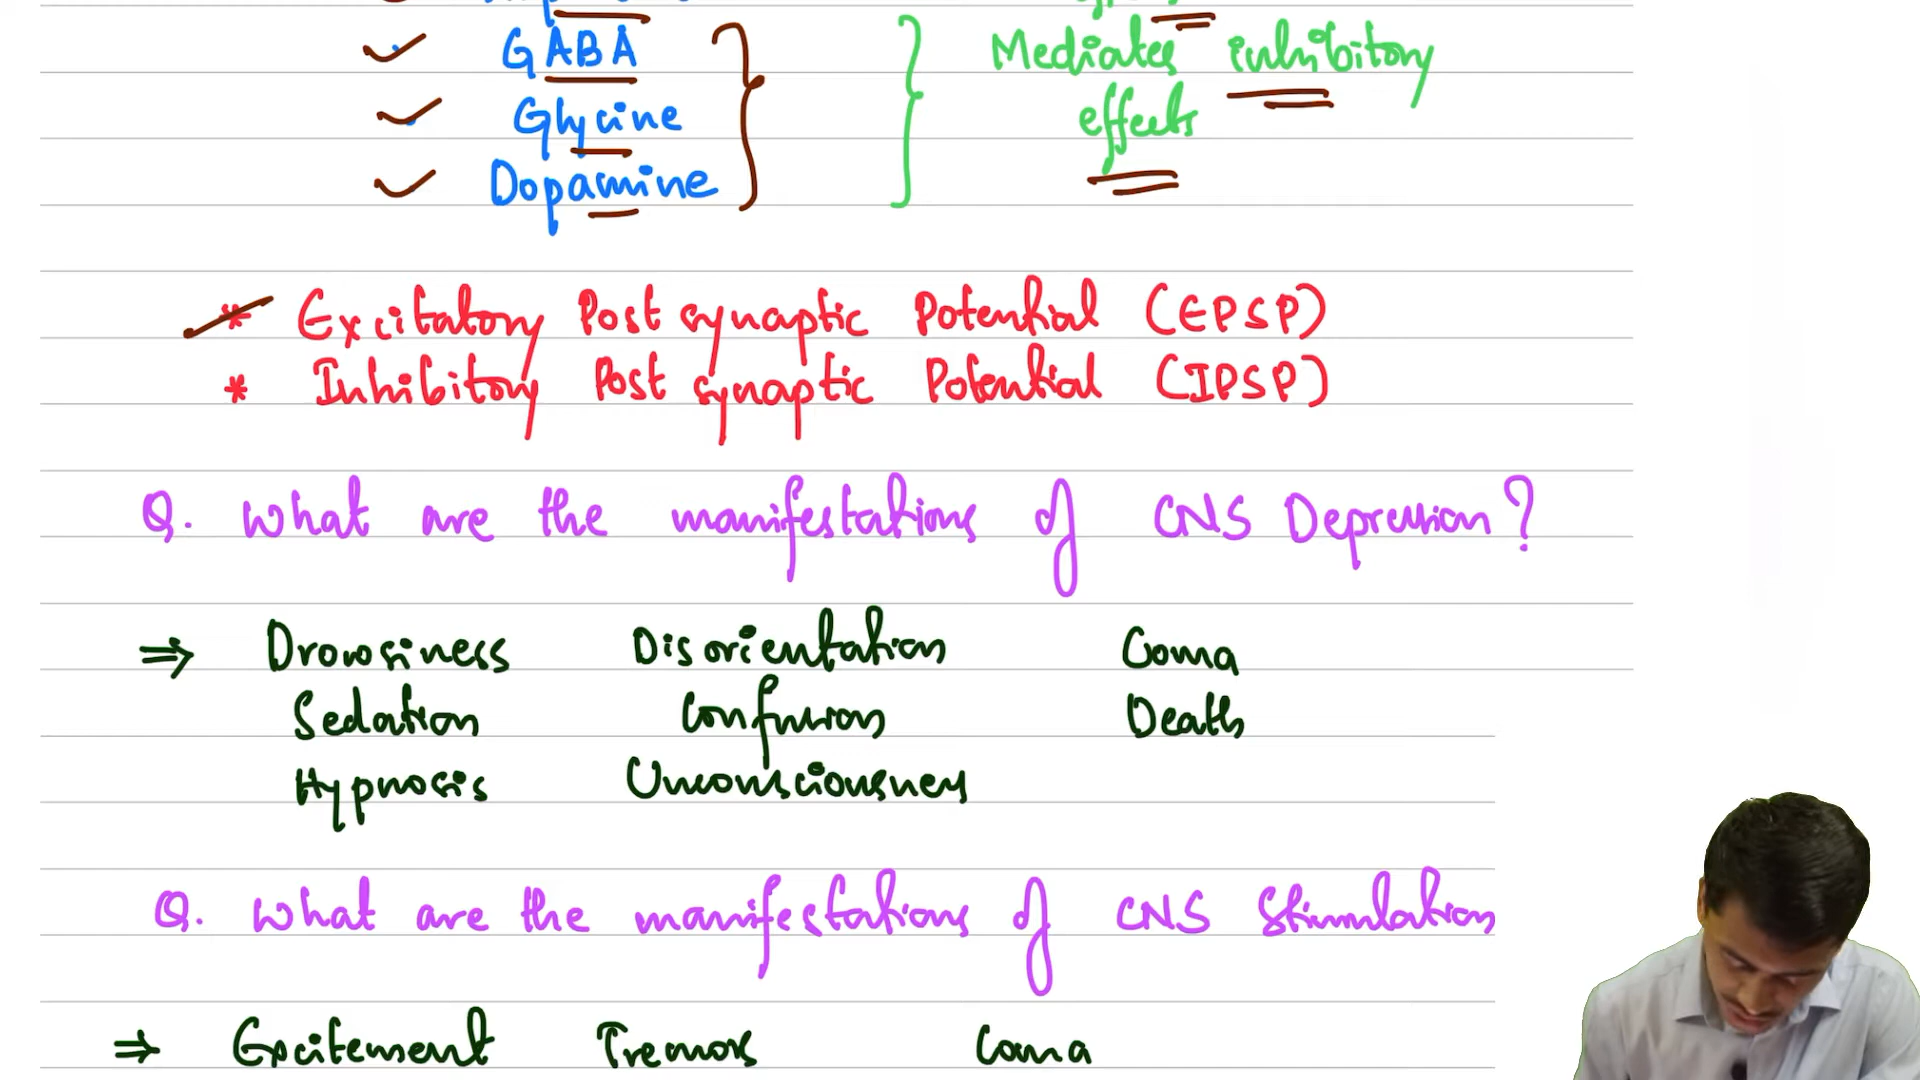 GABA Mediates inhibitory
Glycine effects
Dopamine
* Excitatory Post synaptic Potential (EPSP)
* Inhibitory Post synaptic Potential (IPSP)
Q. What are the manifestations of CNS Depression?
⇒ Drowsiness Disorientation Coma
Sedation Confusion Death
Hypnosis Unconsciousness
Q. What are the manifestations of CNS Stimulation
⇒ Excitement Tremors Coma